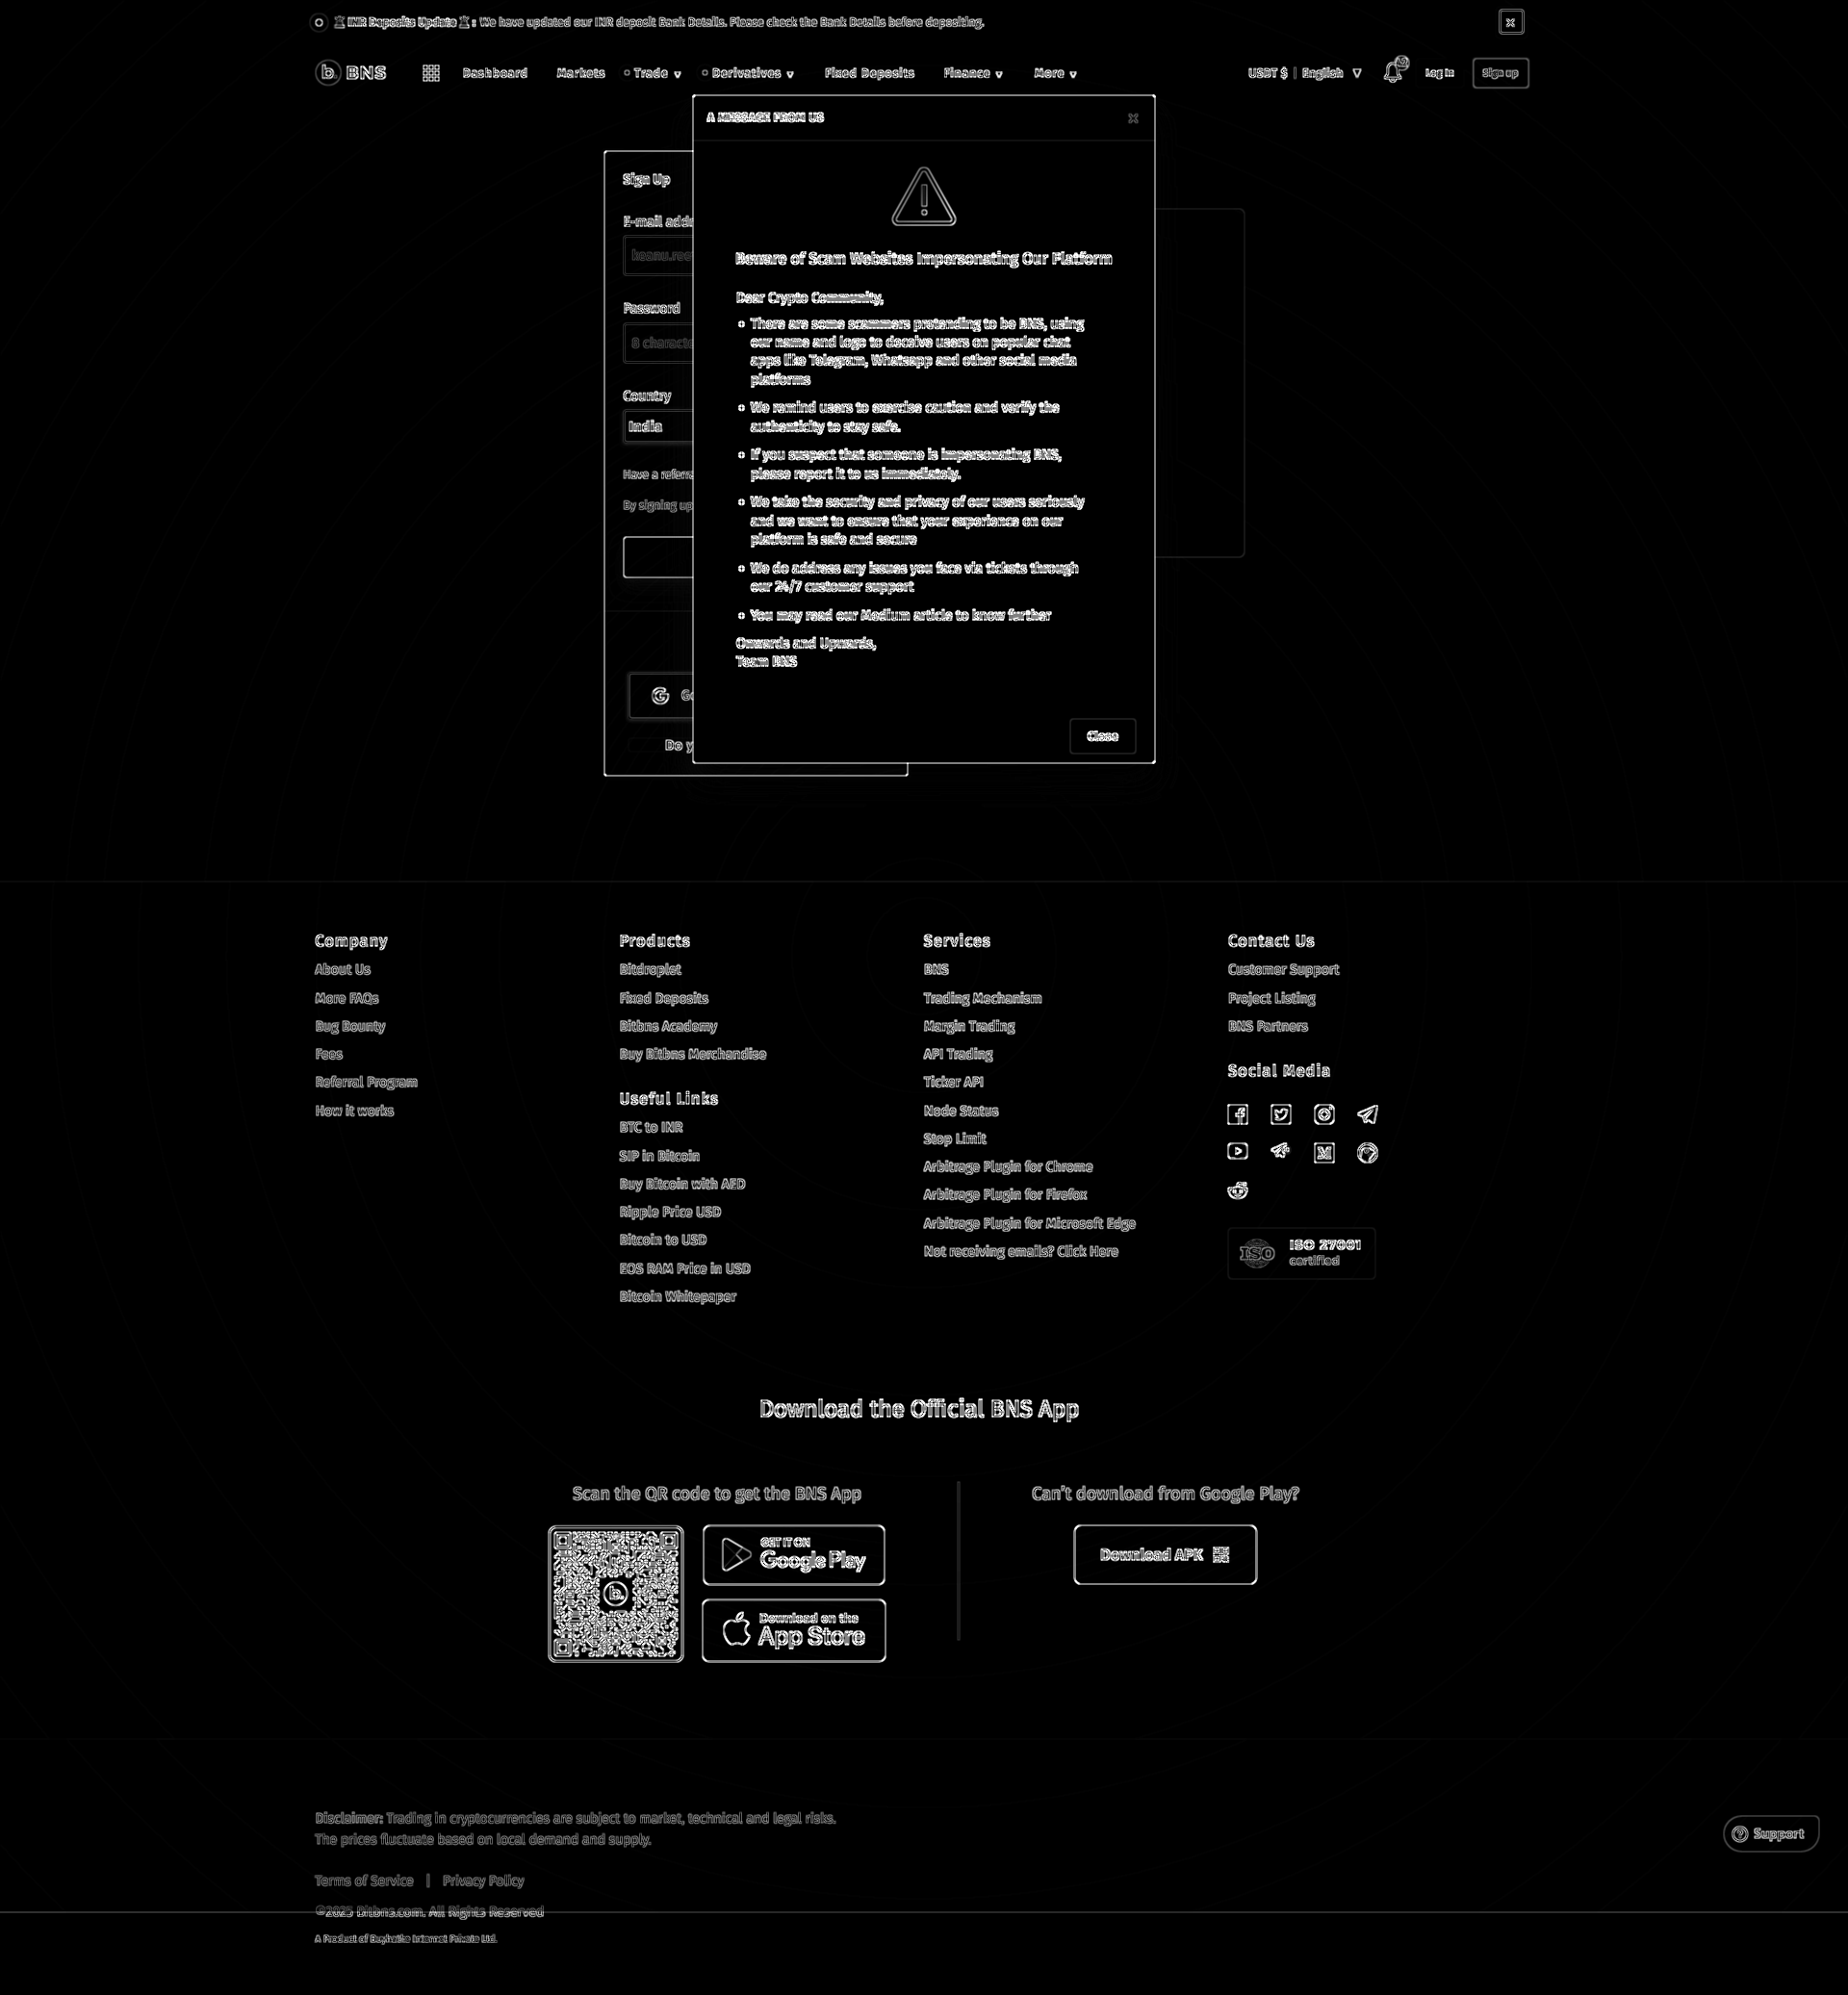 INR Deposits Update : We have updated our INR deposit Bank Details. Please check the Bank Details before depositing.
b BNS Dashboard Markets Trade Derivatives Fixed Deposits Finance More USDT $ | English Log In Sign up
A MESSAGE FROM US
Beware of Scam Websites Impersonating Our Platform
Dear Crypto Community,
There are some scammers pretending to be BNS, using
our name and logo to deceive users on popular chat
apps like Telegram, Whatsapp and other social media
platforms
We remind users to exercise caution and verify the
authenticity to stay safe.
If you suspect that someone is impersonating BNS,
please report it to us immediately.
We take the security and privacy of our users seriously
and we want to ensure that your experience on our
platform is safe and secure
We do address any issues you face via tickets through
our 24/7 customer support
You may read our Medium article to know further
Onwards and Upwards,
Team BNS
Close
Sign Up
E-mail
Password
8
Country
India
Have a
By signing up
G
Do
Company
About Us
More FAQs
Bug Bounty
Fees
Referral Program
How it works
Products
Bitdroplet
Fixed Deposits
Bitbns Academy
Buy Bitbns Merchandise
Useful Links
BTC to INR
SIP in Bitcoin
Buy Bitcoin with AED
Ripple Price USD
Bitcoin to USD
EOS RAM Price in USD
Bitcoin Whitepaper
Services
BNS
Trading Mechanism
Margin Trading
API Trading
Ticker API
Node Status
Stop Limit
Arbitrage Plugin for Chrome
Arbitrage Plugin for Firefox
Arbitrage Plugin for Microsoft Edge
Not receiving emails? Click Here
Contact Us
Customer Support
Project Listing
BNS Partners
Social Media
ISO
ISO 27001
certified
Download the Official BNS App
Scan the QR code to get the BNS App
b
GET IT ON
Google Play
Download on the
App Store
Can't download from Google Play?
Download APK
Disclaimer: Trading in cryptocurrencies are subject to market, technical and legal risks.
The prices fluctuate based on local demand and supply.
Terms of Service | Privacy Policy
©2025 Bitbns.com. All Rights Reserved
A Product of Buyhatke Internet Private Ltd.
Support